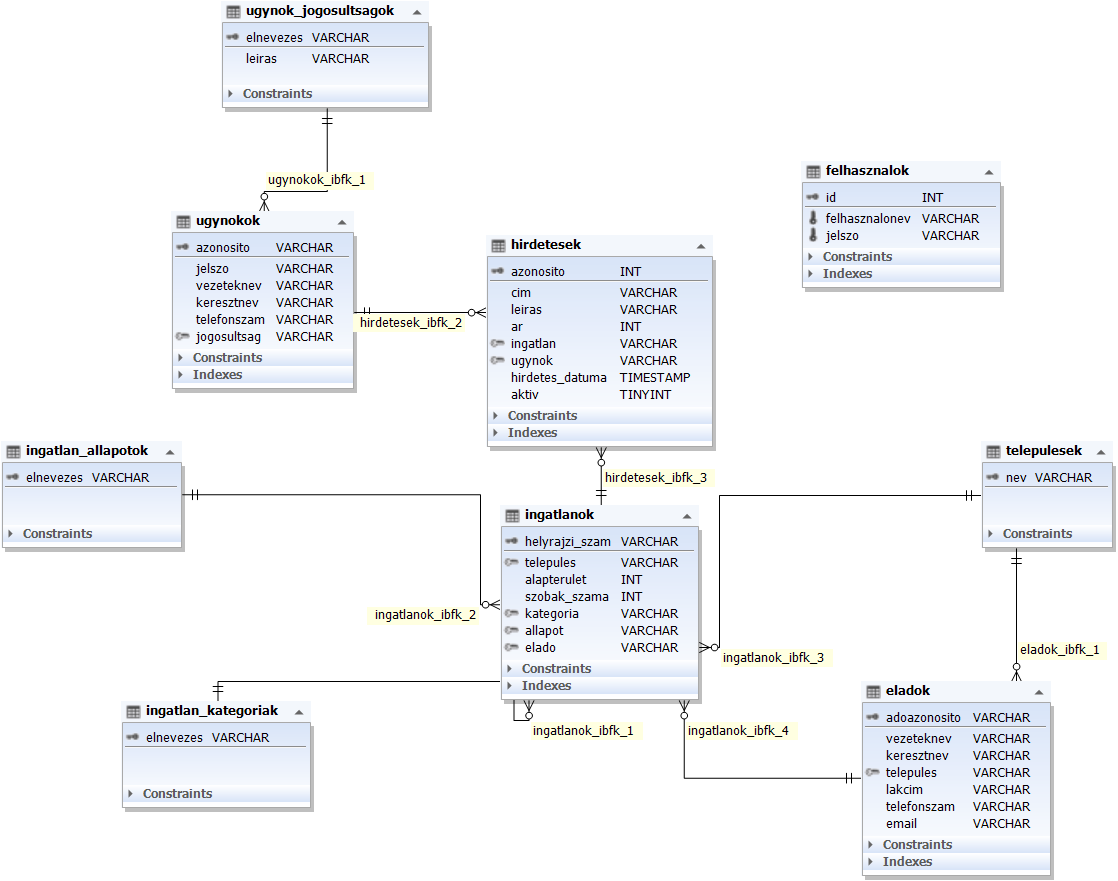 ugynok_jogosultsagok
elnevezes VARCHAR
leiras VARCHAR
Constraints
ugynokok_ibfk_1
felhasznalok
id INT
felhasznalonev VARCHAR
jelszo VARCHAR
Constraints
Indexes
ugynokok
azonosito VARCHAR
jelszo VARCHAR
vezeteknev VARCHAR
keresztnev VARCHAR
telefonszam VARCHAR
jogosultsag VARCHAR
Constraints
Indexes
hirdetesek_ibfk_2
hirdetesek
azonosito INT
cim VARCHAR
leiras VARCHAR
ar INT
ingatlan VARCHAR
ugynok VARCHAR
hirdetes_datuma TIMESTAMP
aktiv TINYINT
Constraints
Indexes
hirdetesek_ibfk_3
ingatlan_allapotok
elnevezes VARCHAR
Constraints
telepulesek
nev VARCHAR
Constraints
ingatlanok
helyrajzi_szam VARCHAR
telepules VARCHAR
alapterulet INT
szobak_szama INT
kategoria VARCHAR
allapot VARCHAR
elado VARCHAR
Constraints
Indexes
ingatlanok_ibfk_2
ingatlanok_ibfk_3
eladok_ibfk_1
ingatlan_kategoriak
elnevezes VARCHAR
Constraints
ingatlanok_ibfk_1
ingatlanok_ibfk_4
eladok
adoazonosito VARCHAR
vezeteknev VARCHAR
keresztnev VARCHAR
telepules VARCHAR
lakcim VARCHAR
telefonszam VARCHAR
email VARCHAR
Constraints
Indexes